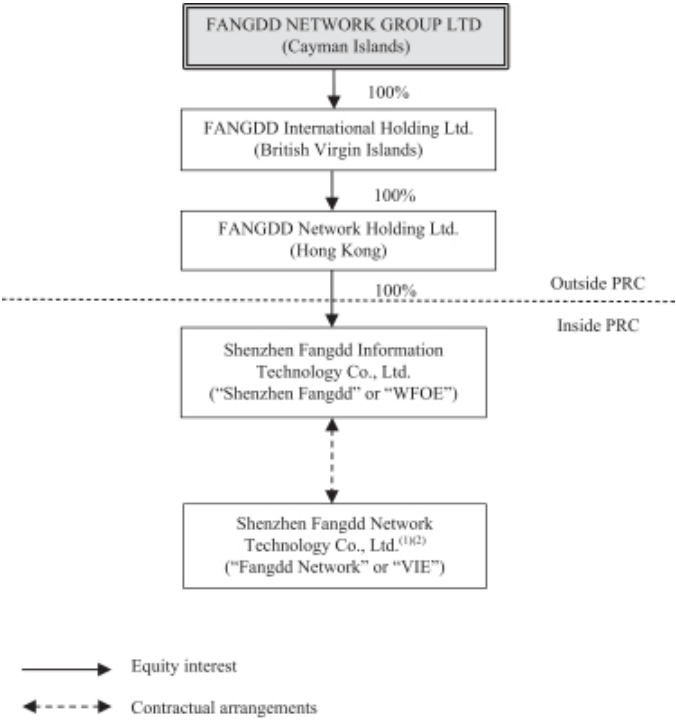 FANGDD NETWORK GROUP LTD
(Cayman Islands)
100%
FANGDD International Holding Ltd.
(British Virgin Islands)
100%
FANGDD Network Holding Ltd.
(Hong Kong)
100%
Outside PRC
Inside PRC
Shenzhen Fangdd Information
Technology Co., Ltd.
(“Shenzhen Fangdd” or “WFOE”)
Shenzhen Fangdd Network
Technology Co., Ltd.(1)(2)
(“Fangdd Network” or “VIE”)
Equity interest
Contractual arrangements